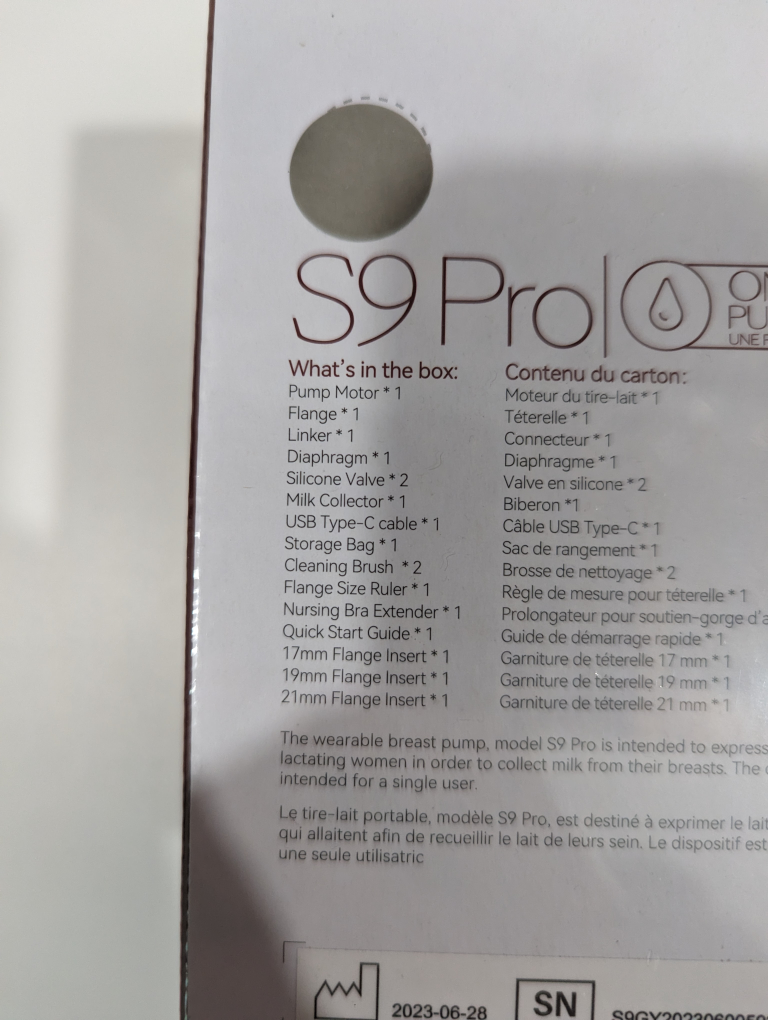 S9 Pro
What's in the box:
Pump Motor * 1
Flange * 1
Linker * 1
Diaphragm * 1
Silicone Valve * 2
Milk Collector * 1
USB Type-C cable * 1
Storage Bag * 1
Cleaning Brush * 2
Flange Size Ruler * 1
Nursing Bra Extender * 1
Quick Start Guide * 1
17mm Flange Insert * 1
19mm Flange Insert * 1
21mm Flange Insert * 1
Contenu du carton:
Moteur du tire-lait * 1
Téterelle * 1
Connecteur * 1
Diaphragme * 1
Valve en silicone * 2
Biberon *1
Câble USB Type-C * 1
Sac de rangement * 1
Brosse de nettoyage * 2
Règle de mesure pour téterelle * 1
Prolongateur pour soutien-gorge
Guide de démarrage rapide * 1
Garniture de téterelle 17 mm * 1
Garniture de téterelle 19 mm * 1
Garniture de téterelle 21 mm * 1
The wearable breast pump, model S9 Pro is intended to express
lactating women in order to collect milk from their breasts. The
intended for a single user.
Le tire-lait portable, modèle S9 Pro, est destiné à exprimer le lait
qui allaitent afin de recueillir le lait de leurs sein. Le dispositif est
une seule utilisatric
2023-06-28
SN